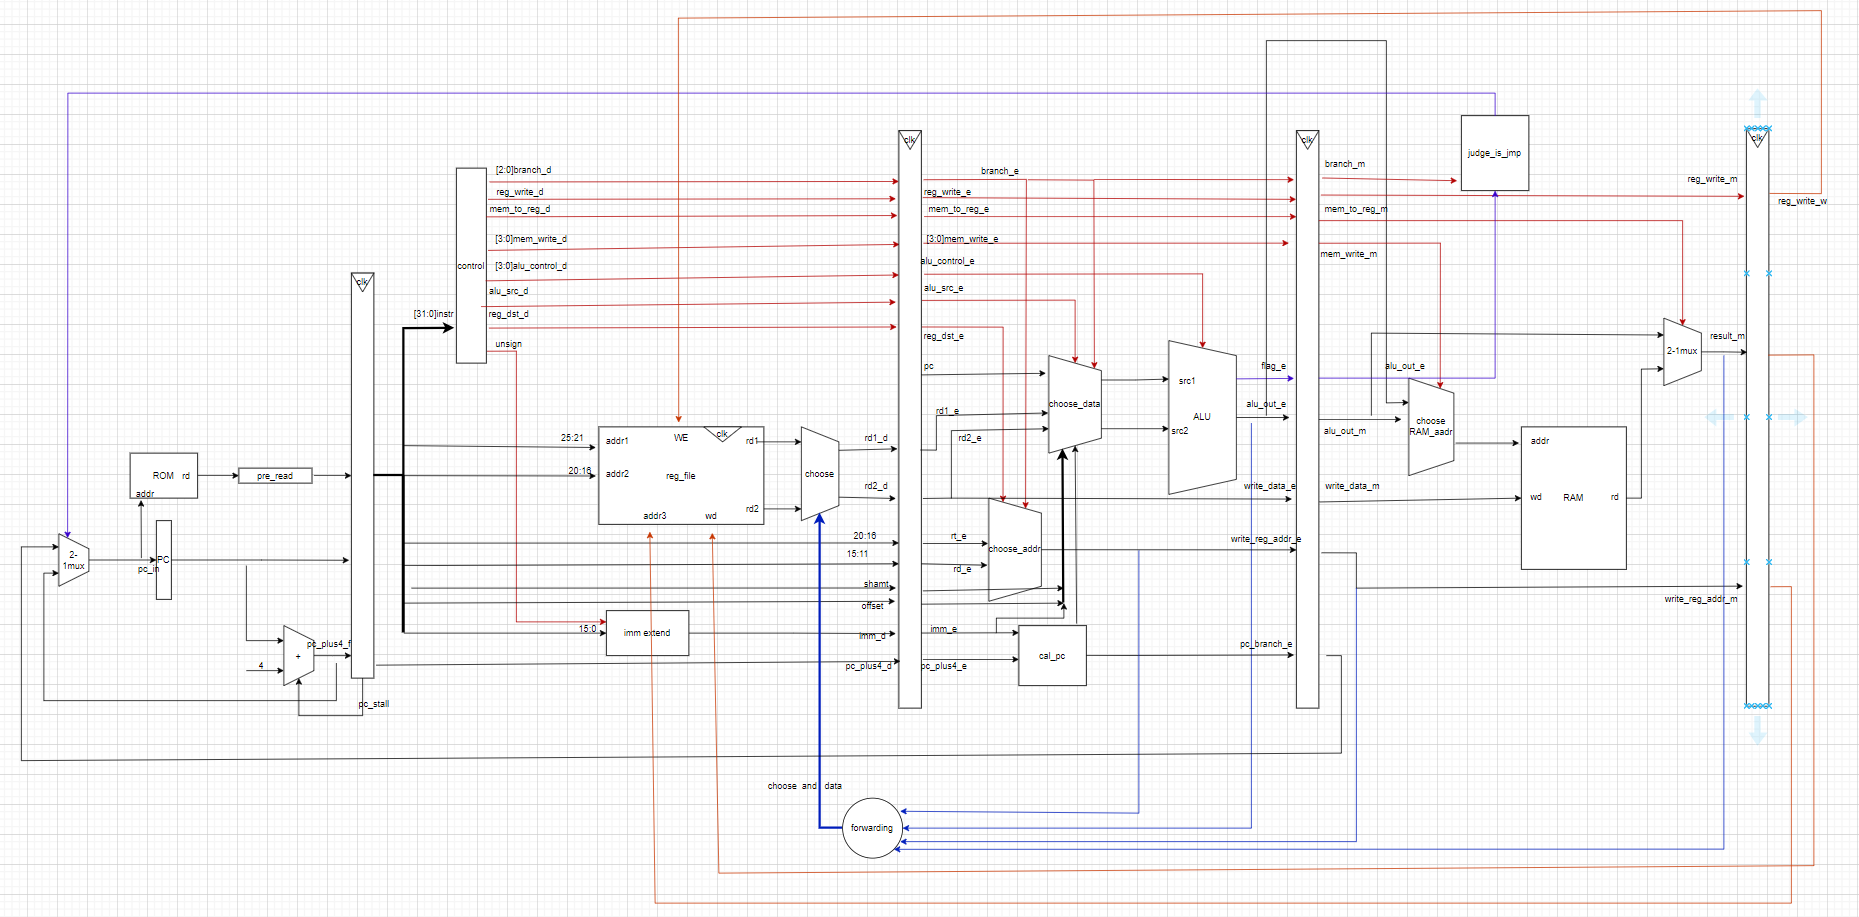 clk
clk
clk
clk
judge_is_jmp
[2:0]branch_d
branch_e
branch_m
reg_write_d
reg_write_e
reg_write_m
reg_write_w
mem_to_reg_d
mem_to_reg_e
mem_to_reg_m
[3:0]mem_write_d
[3:0]mem_write_e
mem_write_m
control
[3:0]alu_control_d
alu_control_e
alu_src_d
alu_src_e
[31:0]instr
reg_dst_d
reg_dst_e
unsign
pc
flag_e
alu_out_e
2-1mux
result_m
src1
choose_data
ALU
src2
alu_out_e
rd1_e
rd2_e
alu_out_m
choose
RAM_aadr
25:21
20:16
addr1
WE
clk
rd1
addr2
reg_file
rd2
addr3
wd
choose
rd1_d
rd2_d
write_data_e
write_data_m
addr
wd
RAM
rd
ROM
rd
addr
pre_read
2-
1mux
pc_in
PC
20:16
15:11
shamt
offset
rt_e
rd_e
choose_addr
write_reg_addr_e
write_reg_addr_m
15:0
imm extend
imm_d
imm_e
pc_plus4_f
+
4
pc_stall
pc_plus4_d
pc_plus4_e
cal_pc
pc_branch_e
choose and data
forwarding